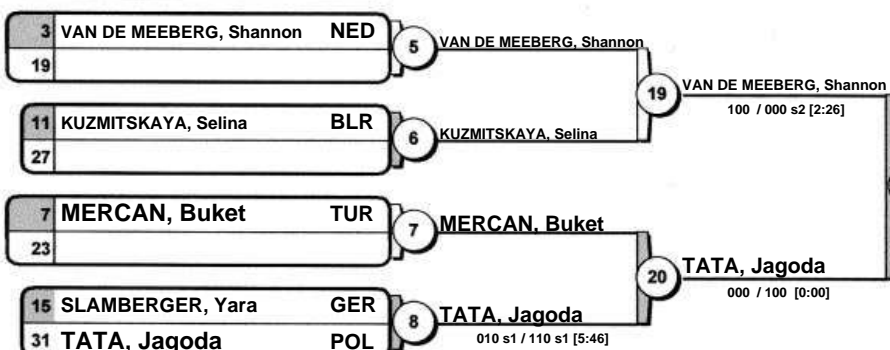 3 VAN DE MEEBERG, Shannon NED
19
5 VAN DE MEEBERG, Shannon
11 KUZMITSKAYA, Selina BLR
27
6 KUZMITSKAYA, Selina
19 VAN DE MEEBERG, Shannon
100 / 000 s2 [2:26]
7 MERCAN, Buket TUR
23
7 MERCAN, Buket
15 SLAMBERGER, Yara GER
31 TATA, Jagoda POL
8 TATA, Jagoda
010 s1 / 110 s1 [5:46]
20 TATA, Jagoda
000 / 100 [0:00]